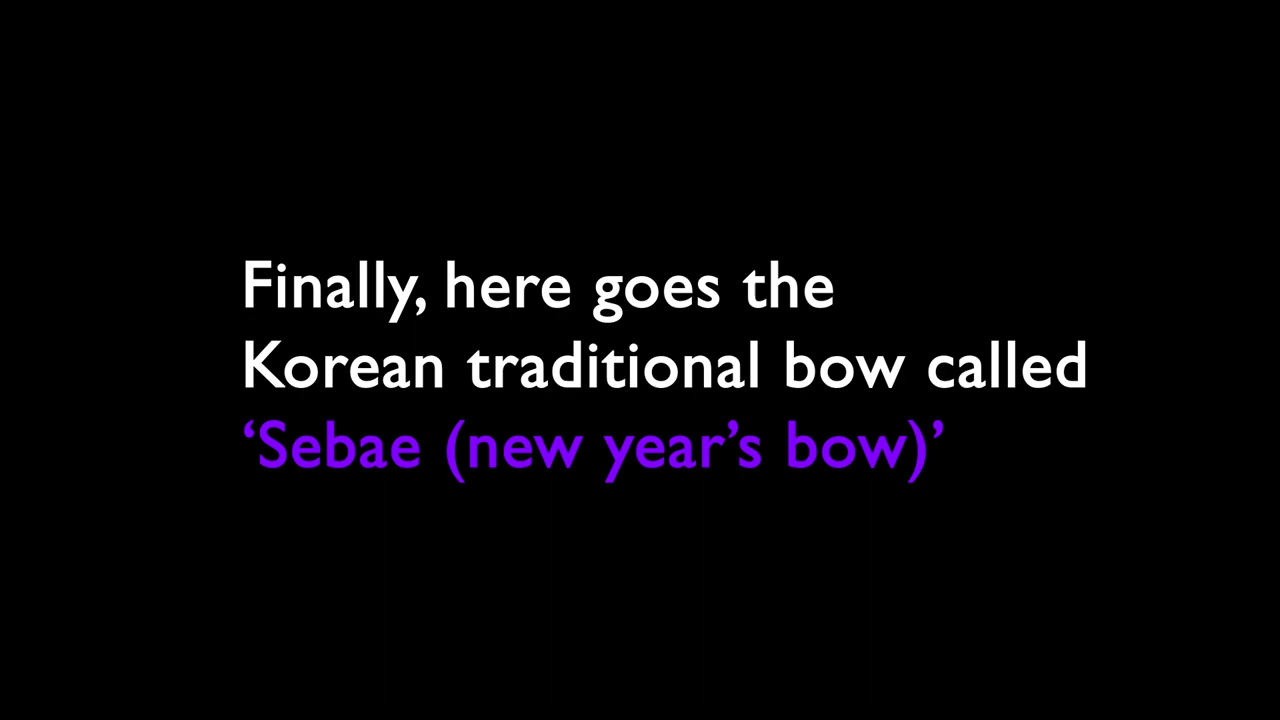 Finally, here goes the
Korean traditional bow called
‘Sebae (new year’s bow)’